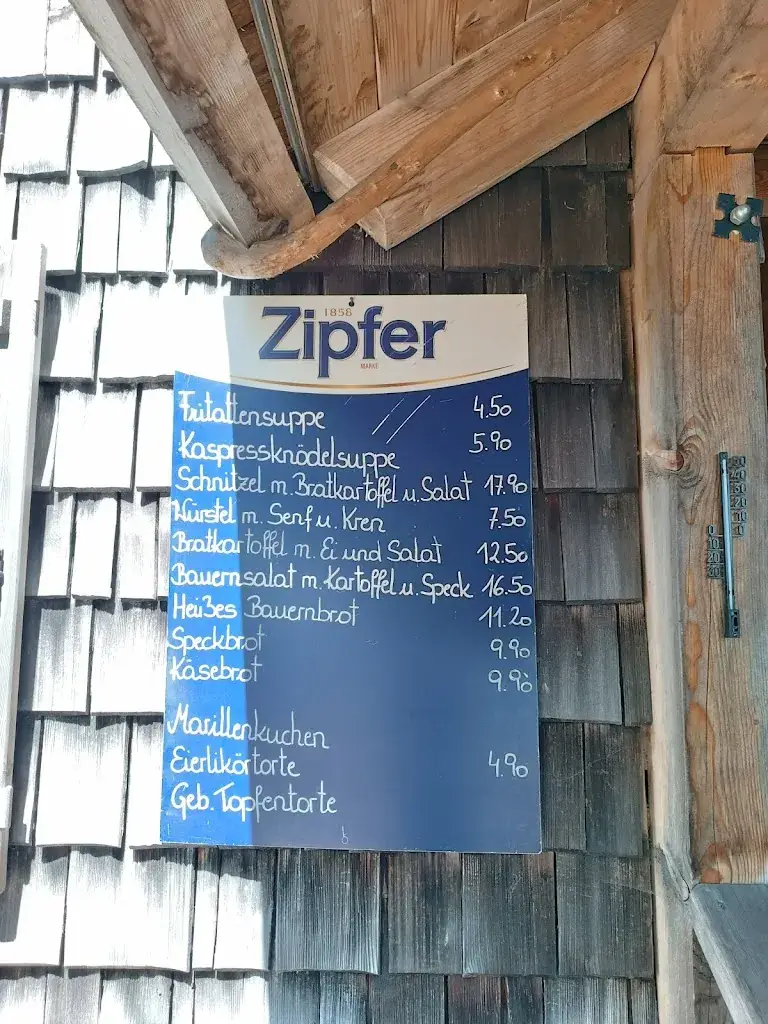 1858
Zipfer
MARKE
Fritattensuppe 4.50
Kaspressknödelsuppe 5.90
Schnitzel m. Bratkartoffel u. Salat 17.90
Würstel m. Senf u. Kren 7.50
Bratkartoffel m. Ei und Salat 12.50
Bauernsalat m. Kartoffel u. Speck 16.50
Heißes Bauernbrot 11.20
Speckbrot 9.90
Käsebrot 9.90
Marillenkuchen
Eierlikörtorte 4.90
Geb. Topfentorte